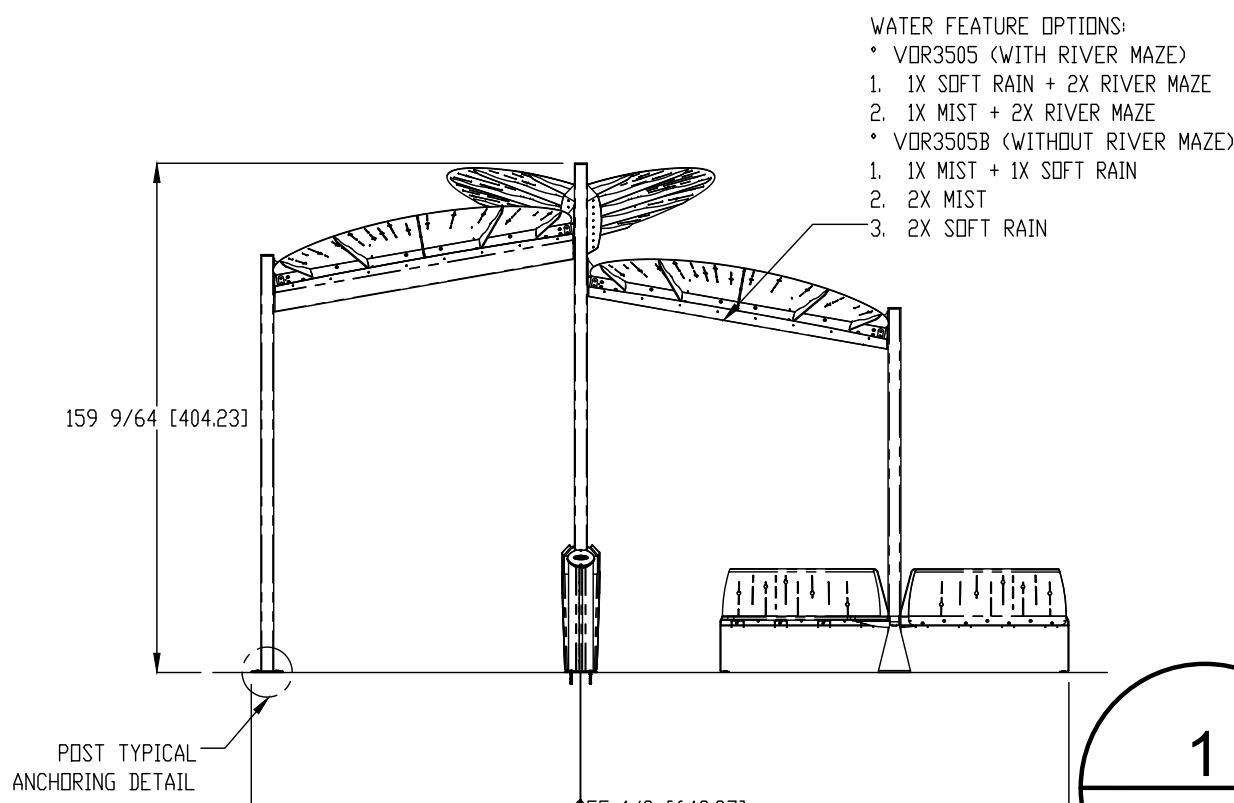 WATER FEATURE OPTIONS:
° VOR3505 (WITH RIVER MAZE)
1. 1X SOFT RAIN + 2X RIVER MAZE
2. 1X MIST + 2X RIVER MAZE
° VOR3505B (WITHOUT RIVER MAZE)
1. 1X MIST + 1X SOFT RAIN
2. 2X MIST
3. 2X SOFT RAIN
159 9/64 [404.23]
POST TYPICAL
ANCHORING DETAIL
1